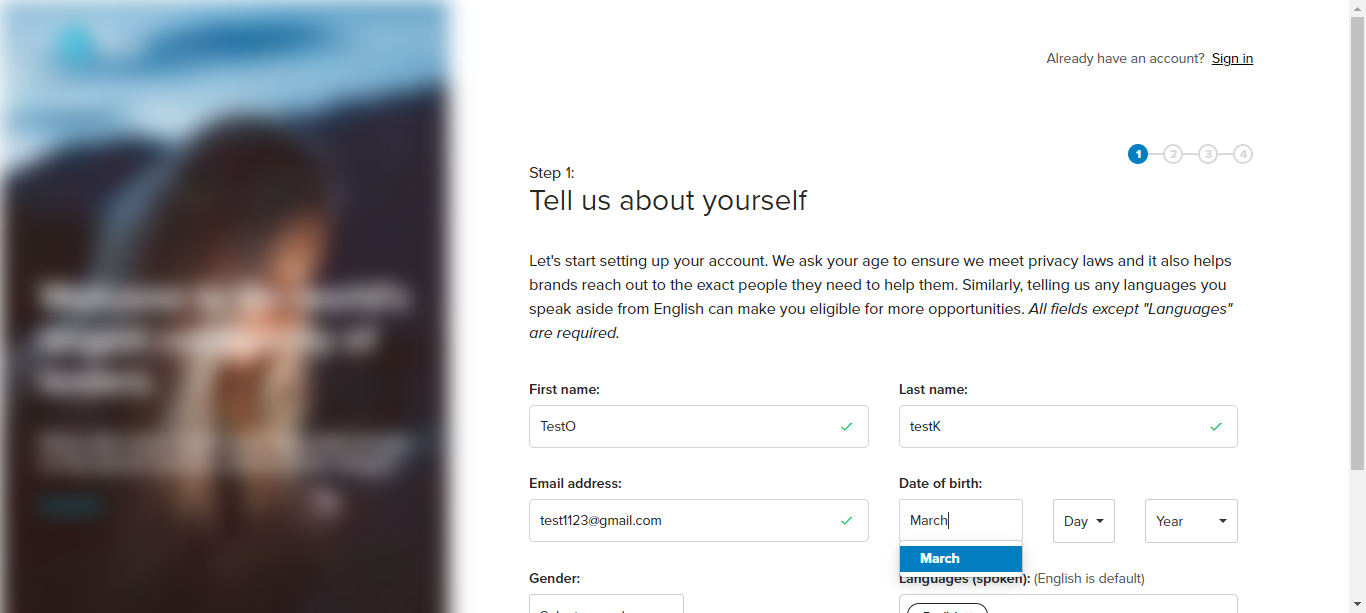 Already have an account? Sign in
1 2 3 4
Step 1:
Tell us about yourself
Let's start setting up your account. We ask your age to ensure we meet privacy laws and it also helps
brands reach out to the exact people they need to help them. Similarly, telling us any languages you
speak aside from English can make you eligible for more opportunities. All fields except "Languages"
are required.
First name:
Last name:
TestO
testK
Email address:
Date of birth:
test1123@gmail.com
March
Day
Year
March
Gender:
Languages (spoken): (English is default)